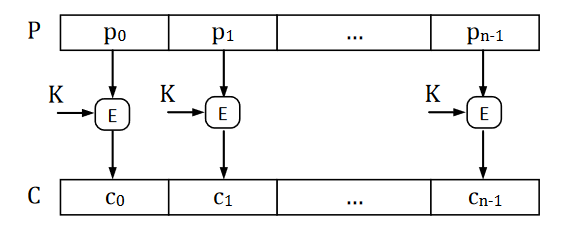 P p₀ p₁ ... pₙ₋₁
K K K
E E E
C c₀ c₁ ... cₙ₋₁